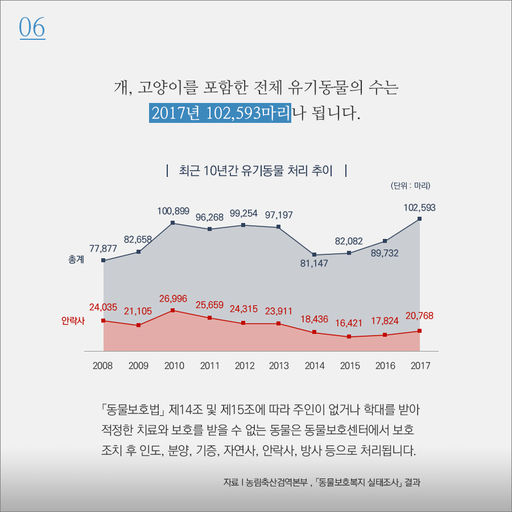 06
개, 고양이를 포함한 전체 유기동물의 수는
2017년 102,593마리나 됩니다.
| 최근 10년간 유기동물 처리 추이 |
(단위 : 마리)
총계
77,877 82,658 100,899 96,268 99,254 97,197 81,147 82,082 89,732 102,593
안락사
24,035 21,105 26,996 25,659 24,315 23,911 18,436 16,421 17,824 20,768
2008 2009 2010 2011 2012 2013 2014 2015 2016 2017
「동물보호법」 제14조 및 제15조에 따라 주인이 없거나 학대를 받아
적정한 치료와 보호를 받을 수 없는 동물은 동물보호센터에서 보호
조치 후 인도, 분양, 기증, 자연사, 안락사, 방사 등으로 처리됩니다.
자료 | 농림축산검역본부, 「동물보호복지 실태조사」 결과